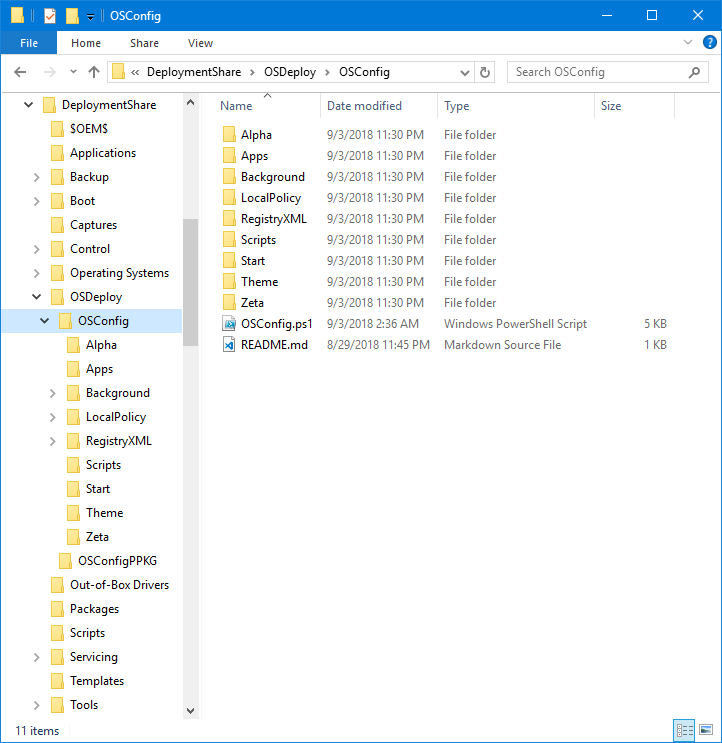 OSConfig
File Home Share View
« DeploymentShare > OSDeploy > OSConfig Search OSConfig
DeploymentShare
$OEM$
Applications
Backup
Boot
Captures
Control
Operating Systems
OSDeploy
OSConfig
Alpha
Apps
Background
LocalPolicy
RegistryXML
Scripts
Start
Theme
Zeta
OSConfigPPKG
Out-of-Box Drivers
Packages
Scripts
Servicing
Templates
Tools
Name Date modified Type Size
Alpha 9/3/2018 11:30 PM File folder
Apps 9/3/2018 11:30 PM File folder
Background 9/3/2018 11:30 PM File folder
LocalPolicy 9/3/2018 11:30 PM File folder
RegistryXML 9/3/2018 11:30 PM File folder
Scripts 9/3/2018 11:30 PM File folder
Start 9/3/2018 11:30 PM File folder
Theme 9/3/2018 11:30 PM File folder
Zeta 9/3/2018 11:30 PM File folder
OSConfig.ps1 9/3/2018 2:36 AM Windows PowerShell Script 5 KB
README.md 8/29/2018 11:45 PM Markdown Source File 1 KB
11 items